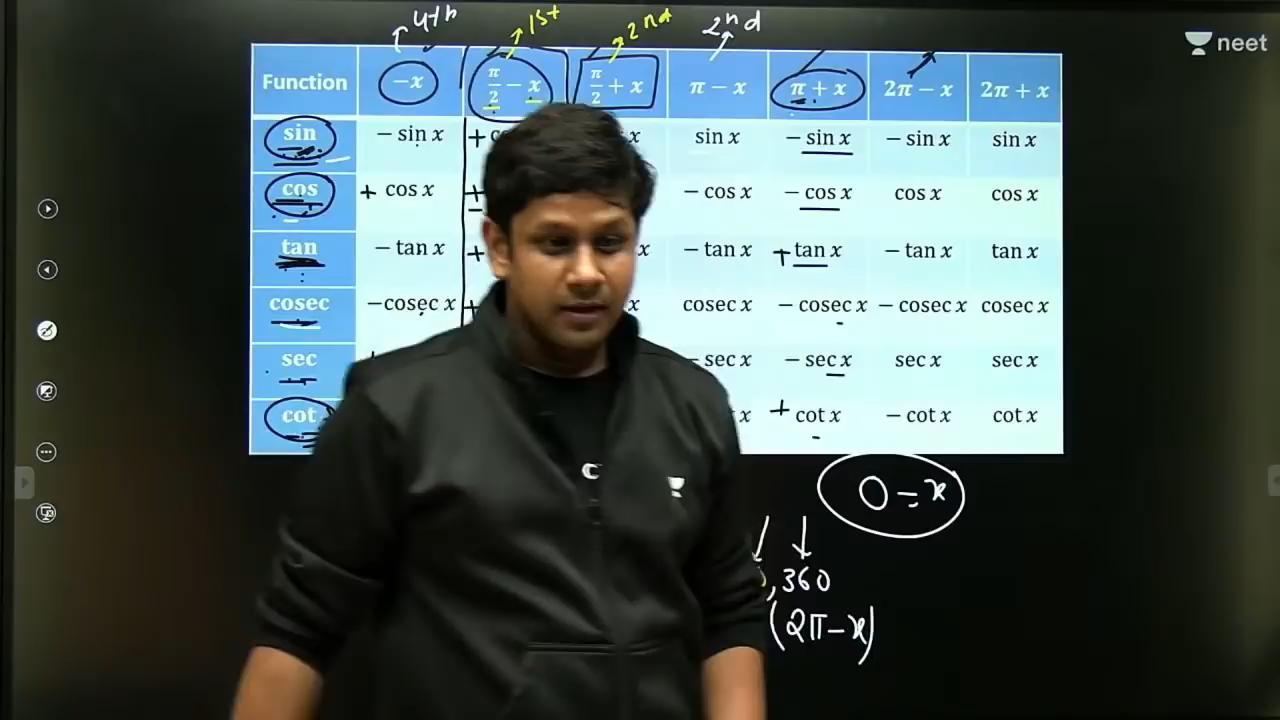 4th 1st 2nd 2nd
neet
Function −x π/2 − x π/2 + x π − x π + x 2π − x 2π + x
sin − sin x + x sin x − sin x − sin x sin x
cos + cos x + − cos x − cos x cos x cos x
tan − tan x + x − tan x + tan x − tan x tan x
cosec −cosec x + cosec x − cosec x − cosec x cosec x
sec − sec x − sec x sec x sec x
cot x + cot x − cot x cot x
0 − x
, 360
(2π − x)